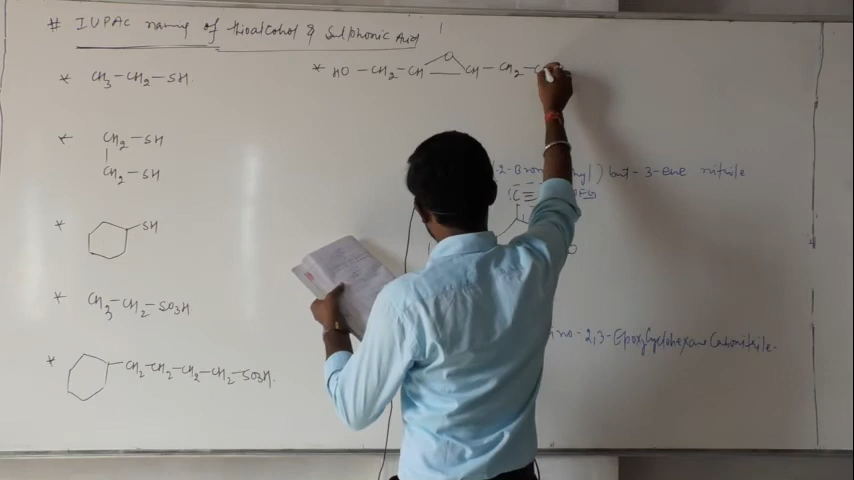 # IUPAC name of thioalcohol & Sulphonic Acid
* CH3-CH2-SH
* CH2-SH
|
CH2-SH
* SH
* CH3-CH2-SO3H
* CH2-CH2-CH2-CH2-SO3H
* HO-CH2-CH O CH-CH2-
but-3-ene nitrile
C≡
-2,3-Epoxycyclohexane Carbonitrile